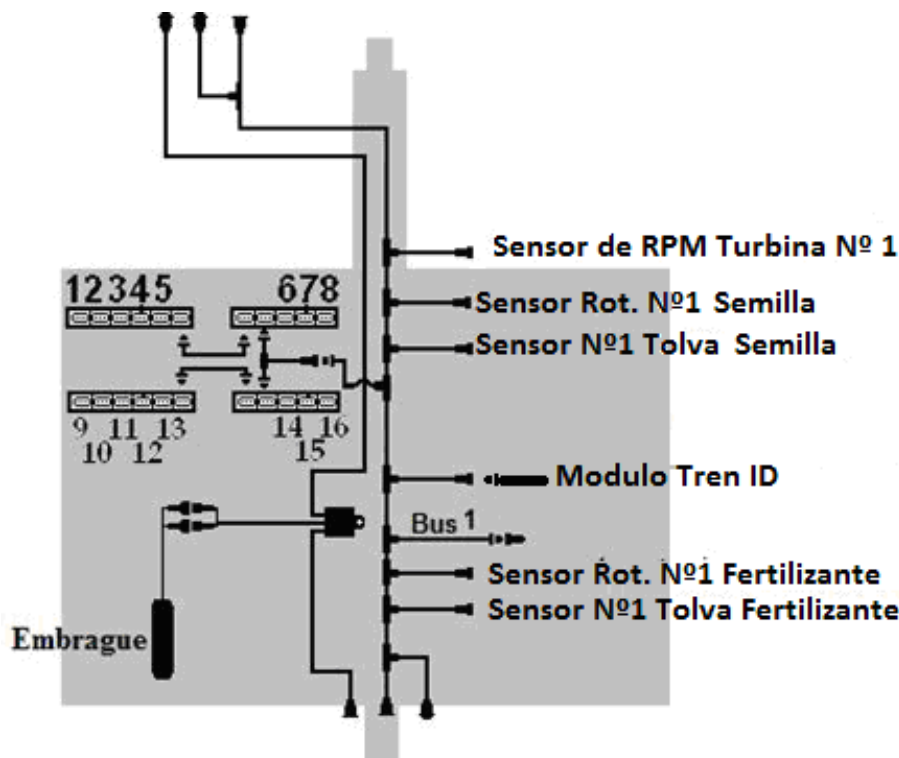 Sensor de RPM Turbina Nº 1
12345 678
Sensor Rot. Nº1 Semilla
Sensor Nº1 Tolva Semilla
9 11 13 14 16
10 12 15
Modulo Tren ID
Bus 1
Sensor Rot. Nº1 Fertilizante
Sensor Nº1 Tolva Fertilizante
Embrague